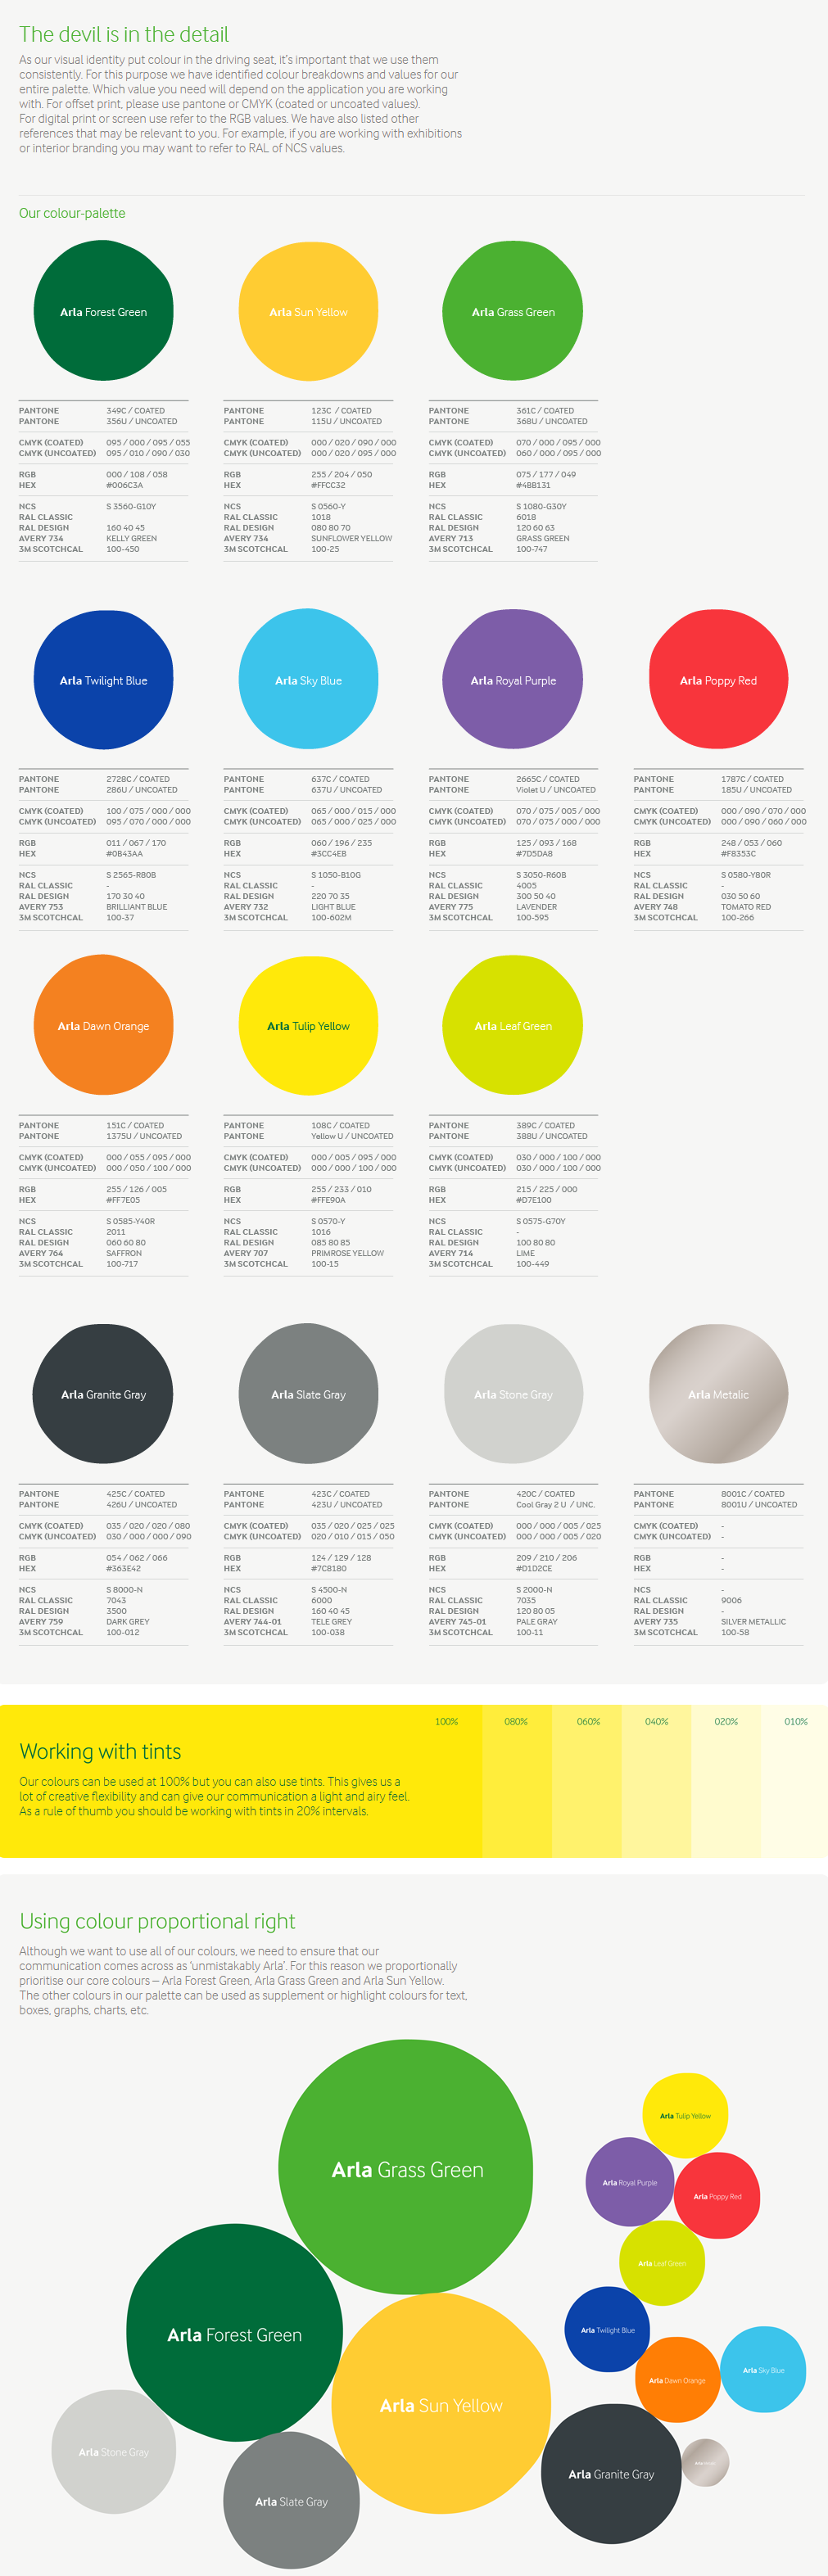 The devil is in the detail
As our visual identity put colour in the driving seat, it's important that we use them
consistently. For this purpose we have identified colour breakdowns and values for our
entire palette. Which value you need will depend on the application you are working
with. For offset print, please use pantone or CMYK (coated or uncoated values).
For digital print or screen use refer to the RGB values. We have also listed other
references that may be relevant to you. For example, if you are working with exhibitions
or interior branding you may want to refer to RAL of NCS values.
Our colour-palette
Arla Forest Green
PANTONE 349C / COATED
PANTONE 356U / UNCOATED
CMYK (COATED) 095 / 000 / 095 / 055
CMYK (UNCOATED) 095 / 010 / 090 / 030
RGB 000 / 108 / 058
HEX #006C3A
NCS S 3560-G10Y
RAL CLASSIC
RAL DESIGN 160 40 45
AVERY 734 KELLY GREEN
3M SCOTCHCAL 100-450
Arla Sun Yellow
PANTONE 123C / COATED
PANTONE 115U / UNCOATED
CMYK (COATED) 000 / 020 / 090 / 000
CMYK (UNCOATED) 000 / 020 / 095 / 000
RGB 255 / 204 / 050
HEX #FFCC32
NCS S 0560-Y
RAL CLASSIC 1018
RAL DESIGN 080 80 70
AVERY 734 SUNFLOWER YELLOW
3M SCOTCHCAL 100-25
Arla Grass Green
PANTONE 361C / COATED
PANTONE 368U / UNCOATED
CMYK (COATED) 070 / 000 / 095 / 000
CMYK (UNCOATED) 060 / 000 / 095 / 000
RGB 075 / 177 / 049
HEX #4BB131
NCS S 1080-G30Y
RAL CLASSIC 6018
RAL DESIGN 120 60 63
AVERY 713 GRASS GREEN
3M SCOTCHCAL 100-747
Arla Twilight Blue
PANTONE 2728C / COATED
PANTONE 286U / UNCOATED
CMYK (COATED) 100 / 075 / 000 / 000
CMYK (UNCOATED) 095 / 070 / 000 / 000
RGB 011 / 067 / 170
HEX #0B43AA
NCS S 2565-R80B
RAL CLASSIC -
RAL DESIGN 170 30 40
AVERY 753 BRILLIANT BLUE
3M SCOTCHCAL 100-37
Arla Sky Blue
PANTONE 637C / COATED
PANTONE 637U / UNCOATED
CMYK (COATED) 065 / 000 / 015 / 000
CMYK (UNCOATED) 065 / 000 / 025 / 000
RGB 060 / 196 / 235
HEX #3CC4EB
NCS S 1050-B10G
RAL CLASSIC -
RAL DESIGN 220 70 35
AVERY 732 LIGHT BLUE
3M SCOTCHCAL 100-602M
Arla Royal Purple
PANTONE 2665C / COATED
PANTONE Violet U / UNCOATED
CMYK (COATED) 070 / 075 / 005 / 000
CMYK (UNCOATED) 070 / 075 / 000 / 000
RGB 125 / 093 / 168
HEX #7D5DA8
NCS S 3050-R60B
RAL CLASSIC 4005
RAL DESIGN 300 50 40
AVERY 775 LAVENDER
3M SCOTCHCAL 100-595
Arla Poppy Red
PANTONE 1787C / COATED
PANTONE 185U / UNCOATED
CMYK (COATED) 000 / 090 / 070 / 000
CMYK (UNCOATED) 000 / 090 / 060 / 000
RGB 248 / 053 / 060
HEX #F8353C
NCS S 0580-Y80R
RAL CLASSIC -
RAL DESIGN 030 50 60
AVERY 748 TOMATO RED
3M SCOTCHCAL 100-266
Arla Dawn Orange
PANTONE 151C / COATED
PANTONE 1375U / UNCOATED
CMYK (COATED) 000 / 055 / 095 / 000
CMYK (UNCOATED) 000 / 050 / 100 / 000
RGB 255 / 126 / 005
HEX #FF7E05
NCS S 0585-Y40R
RAL CLASSIC 2011
RAL DESIGN 060 60 80
AVERY 764 SAFFRON
3M SCOTCHCAL 100-717
Arla Tulip Yellow
PANTONE 108C / COATED
PANTONE Yellow U / UNCOATED
CMYK (COATED) 000 / 005 / 095 / 000
CMYK (UNCOATED) 000 / 000 / 100 / 000
RGB 255 / 233 / 010
HEX #FFE90A
NCS S 0570-Y
RAL CLASSIC 1016
RAL DESIGN 085 80 85
AVERY 707 PRIMROSE YELLOW
3M SCOTCHCAL 100-15
Arla Leaf Green
PANTONE 389C / COATED
PANTONE 388U / UNCOATED
CMYK (COATED) 030 / 000 / 100 / 000
CMYK (UNCOATED) 030 / 000 / 100 / 000
RGB 215 / 225 / 000
HEX #D7E100
NCS S 0575-G70Y
RAL CLASSIC -
RAL DESIGN 100 80 80
AVERY 714 LIME
3M SCOTCHCAL 100-449
Arla Granite Gray
PANTONE 425C / COATED
PANTONE 426U / UNCOATED
CMYK (COATED) 035 / 020 / 020 / 080
CMYK (UNCOATED) 030 / 000 / 000 / 090
RGB 054 / 062 / 066
HEX #363E42
NCS S 8000-N
RAL CLASSIC 7043
RAL DESIGN 3500
AVERY 759 DARK GREY
3M SCOTCHCAL 100-012
Arla Slate Gray
PANTONE 423C / COATED
PANTONE 423U / UNCOATED
CMYK (COATED) 035 / 020 / 025 / 025
CMYK (UNCOATED) 020 / 010 / 015 / 050
RGB 124 / 129 / 128
HEX #7C8180
NCS S 4500-N
RAL CLASSIC 6000
RAL DESIGN 160 40 45
AVERY 744-01 TELE GREY
3M SCOTCHCAL 100-038
Arla Stone Gray
PANTONE 420C / COATED
PANTONE Cool Gray 2 U / UNC.
CMYK (COATED) 000 / 000 / 005 / 025
CMYK (UNCOATED) 000 / 000 / 005 / 020
RGB 209 / 210 / 206
HEX #D1D2CE
NCS S 2000-N
RAL CLASSIC 7035
RAL DESIGN 120 80 05
AVERY 745-01 PALE GRAY
3M SCOTCHCAL 100-11
Arla Metalic
PANTONE 8001C / COATED
PANTONE 8001U / UNCOATED
CMYK (COATED) -
CMYK (UNCOATED) -
RGB -
HEX -
NCS -
RAL CLASSIC 9006
RAL DESIGN -
AVERY 735 SILVER METALLIC
3M SCOTCHCAL 100-58
100% 080% 060% 040% 020% 010%
Working with tints
Our colours can be used at 100% but you can also use tints. This gives us a
lot of creative flexibility and can give our communication a light and airy feel.
As a rule of thumb you should be working with tints in 20% intervals.
Using colour proportional right
Although we want to use all of our colours, we need to ensure that our
communication comes across as 'unmistakably Arla'. For this reason we proportionally
prioritise our core colours – Arla Forest Green, Arla Grass Green and Arla Sun Yellow.
The other colours in our palette can be used as supplement or highlight colours for text,
boxes, graphs, charts, etc.
Arla Tulip Yellow
Arla Grass Green
Arla Royal Purple
Arla Poppy Red
Arla Leaf Green
Arla Forest Green
Arla Twilight Blue
Arla Sky Blue
Arla Dawn Orange
Arla Sun Yellow
Arla Stone Gray
Arla Granite Gray
Arla Slate Gray